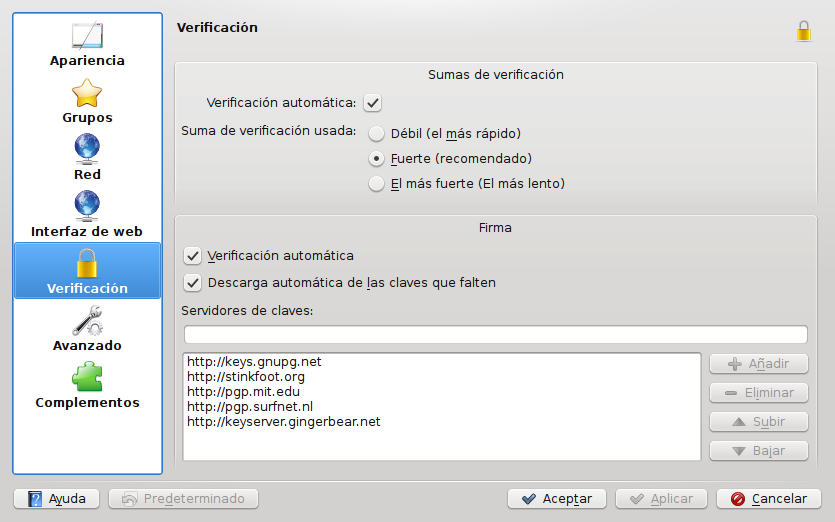 Apariencia
Grupos
Red
Interfaz de web
Verificación
Avanzado
Complementos
Verificación
Sumas de verificación
Verificación automática:
Suma de verificación usada:
Débil (el más rápido)
Fuerte (recomendado)
El más fuerte (El más lento)
Firma
Verificación automática
Descarga automática de las claves que falten
Servidores de claves:
http://keys.gnupg.net
http://stinkfoot.org
http://pgp.mit.edu
http://pgp.surfnet.nl
http://keyserver.gingerbear.net
Añadir
Eliminar
Subir
Bajar
Ayuda
Predeterminado
Aceptar
Aplicar
Cancelar